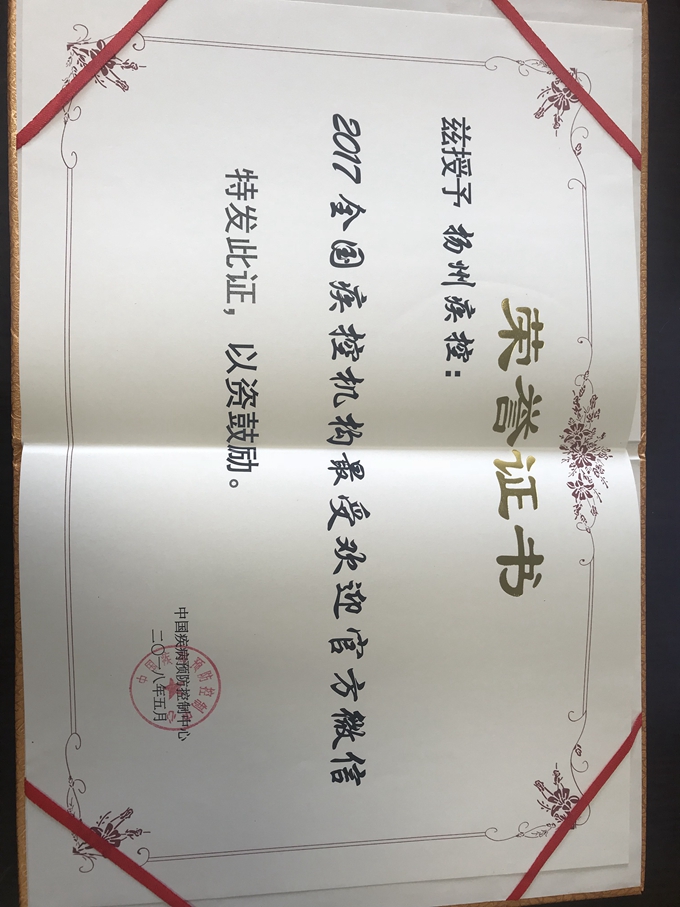 荣誉证书
兹授予 扬州疾控：
2017全国疾控机构最受欢迎官方微信
特发此证，以资鼓励。
中国疾病预防控制中心
二〇一八年五月